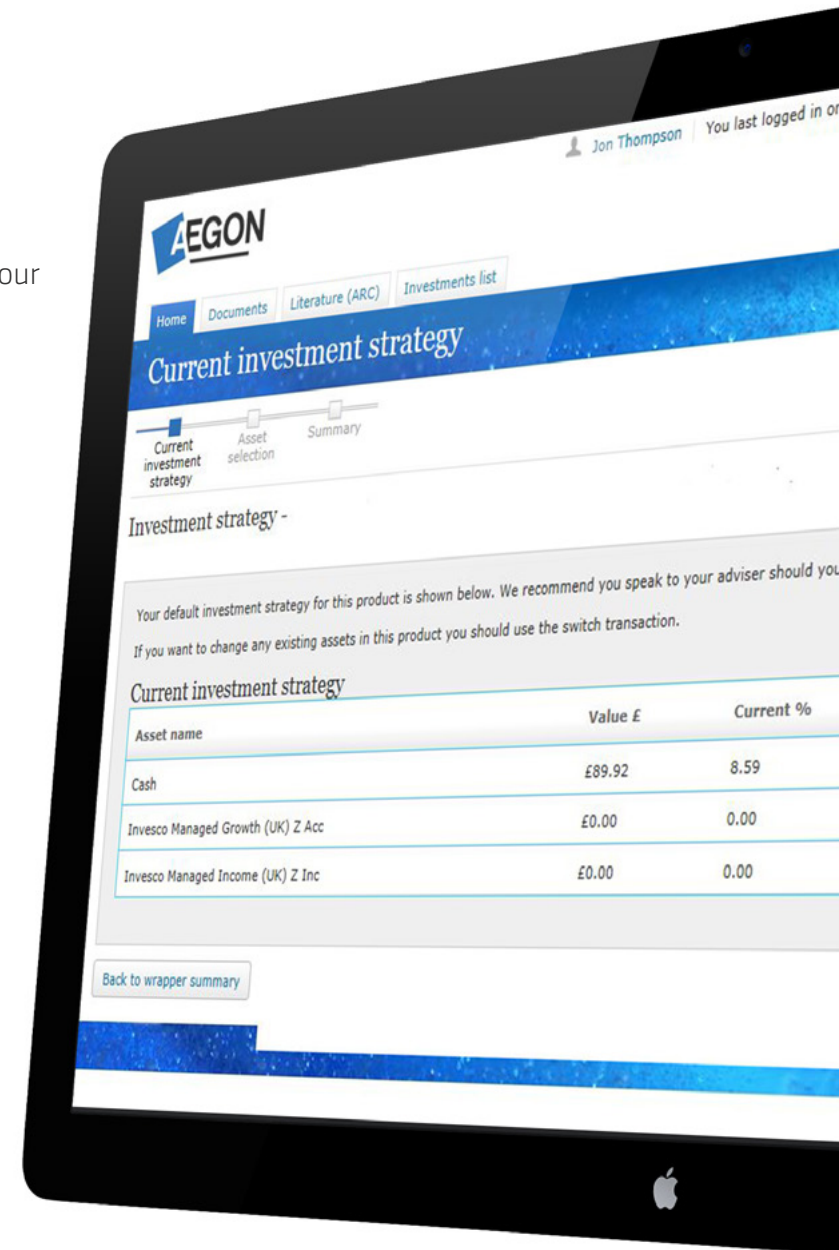 our
Jon Thompson You last logged in on
AEGON
Home Documents Literature (ARC) Investments list
Current investment strategy
Current investment strategy
Asset selection
Summary
Investment strategy -
Your default investment strategy for this product is shown below. We recommend you speak to your adviser should you
If you want to change any existing assets in this product you should use the switch transaction.
Current investment strategy
Asset name Value £ Current %
Cash £89.92 8.59
Invesco Managed Growth (UK) Z Acc £0.00 0.00
Invesco Managed Income (UK) Z Inc £0.00 0.00
Back to wrapper summary